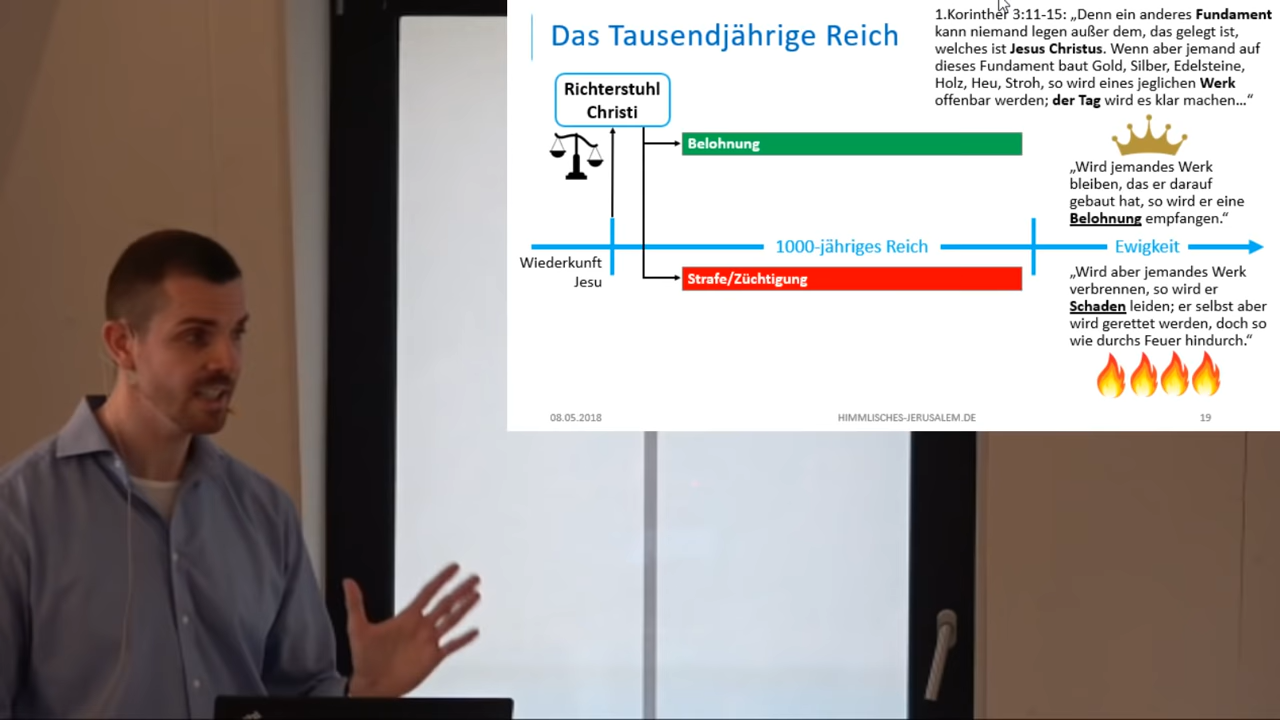 Das Tausendjährige Reich
1.Korinther 3:11-15: „Denn ein anderes Fundament
kann niemand legen außer dem, das gelegt ist,
welches ist Jesus Christus. Wenn aber jemand auf
dieses Fundament baut Gold, Silber, Edelsteine,
Holz, Heu, Stroh, so wird eines jeglichen Werk
offenbar werden; der Tag wird es klar machen…“
Richterstuhl
Christi
Belohnung
„Wird jemandes Werk
bleiben, das er darauf
gebaut hat, so wird er eine
Belohnung empfangen.“
1000-jähriges Reich
Ewigkeit
Wiederkunft
Jesu
Strafe/Züchtigung
„Wird aber jemandes Werk
verbrennen, so wird er
Schaden leiden; er selbst aber
wird gerettet werden, doch so
wie durchs Feuer hindurch.“
08.05.2018
HIMMLISCHES-JERUSALEM.DE
19